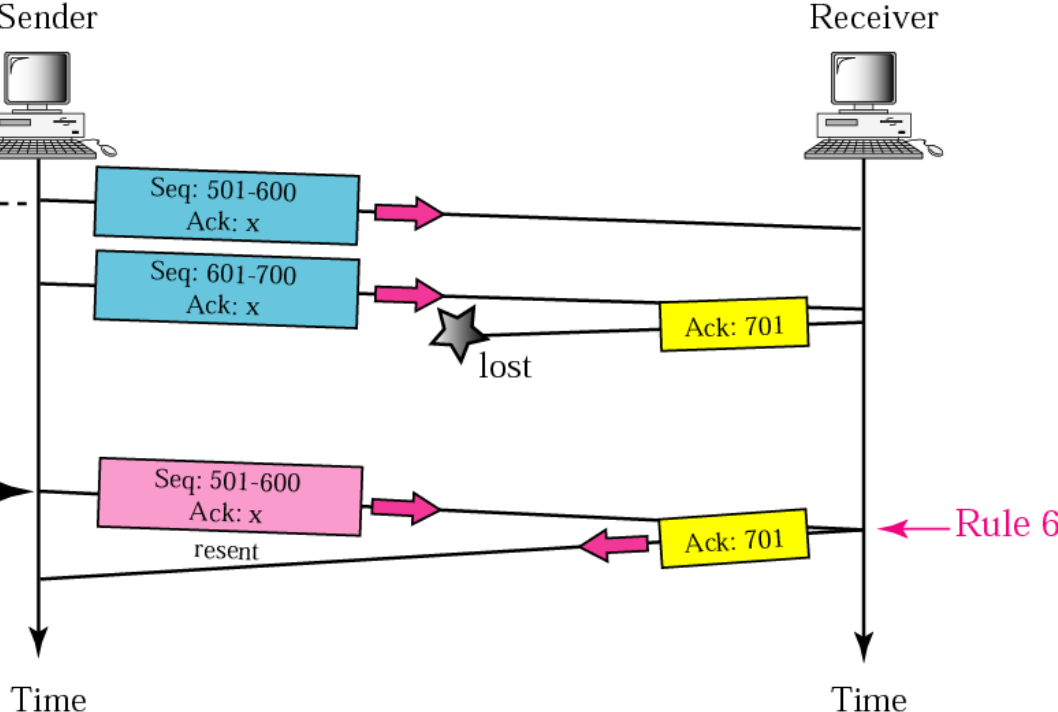 Sender
Receiver
Seq: 501-600
Ack: x
Seq: 601-700
Ack: x
Ack: 701
lost
Seq: 501-600
Ack: x
resent
Ack: 701
Rule 6
Time
Time